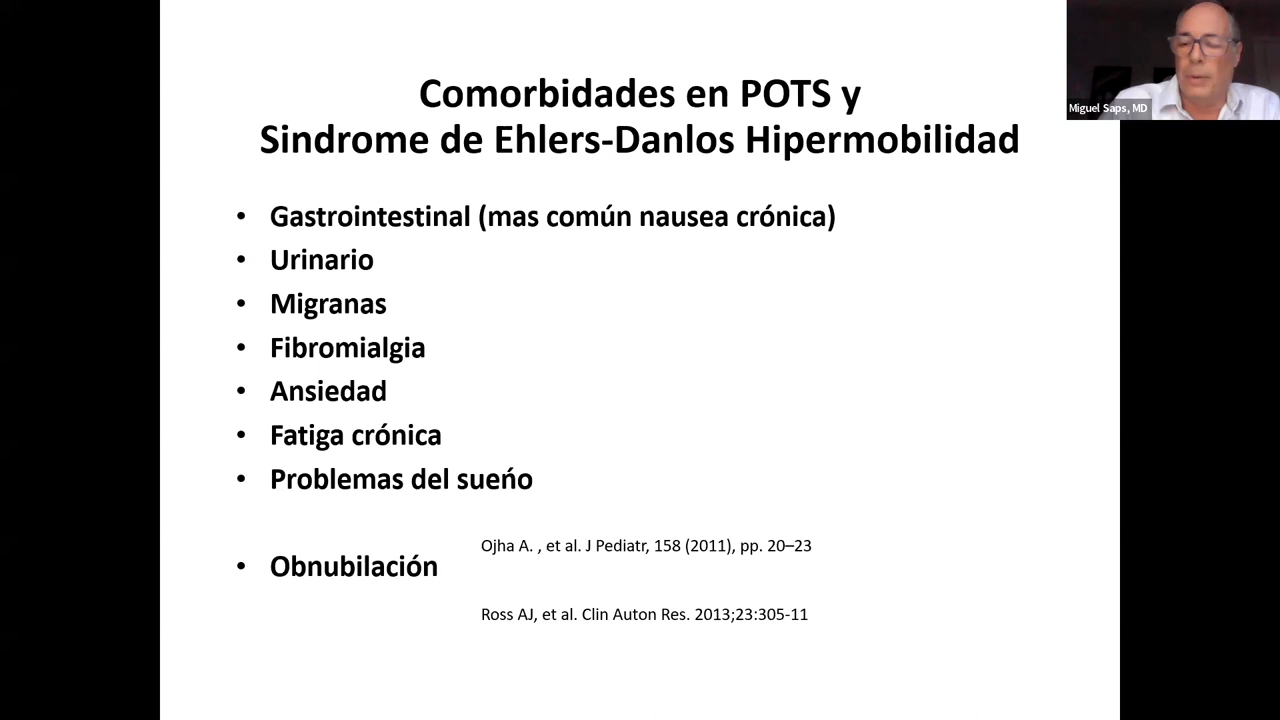 Comorbidades en POTS y
Sindrome de Ehlers-Danlos Hipermobilidad
• Gastrointestinal (mas común nausea crónica)
• Urinario
• Migranas
• Fibromialgia
• Ansiedad
• Fatiga crónica
• Problemas del sueńo
Ojha A. , et al. J Pediatr, 158 (2011), pp. 20–23
• Obnubilación
Ross AJ, et al. Clin Auton Res. 2013;23:305-11
Miguel Saps, MD